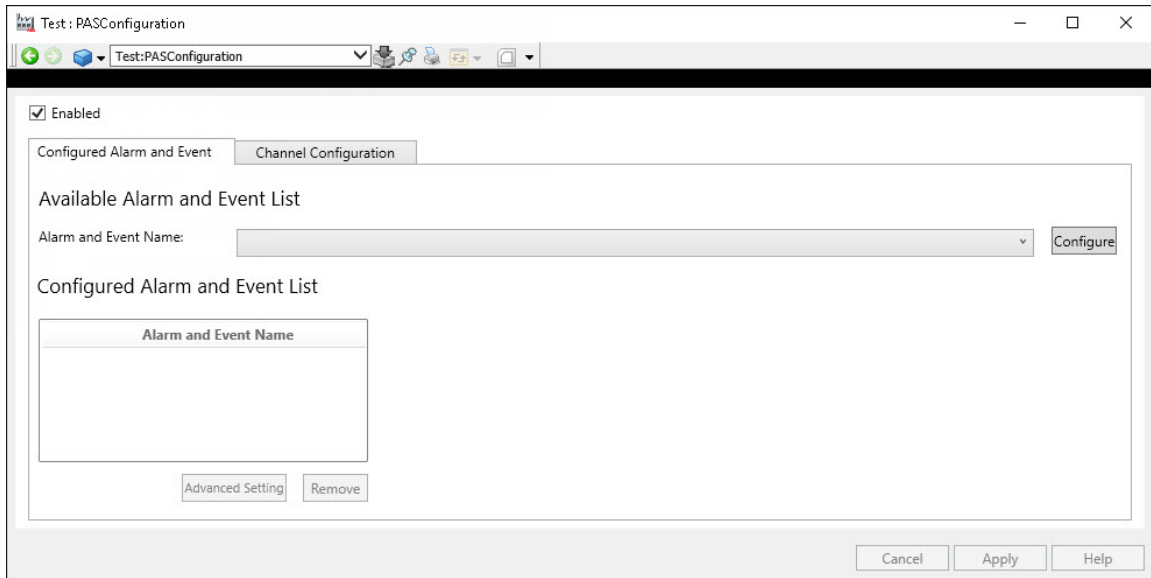 Test : PASConfiguration
Test:PASConfiguration
Enabled
Configured Alarm and Event
Channel Configuration
Available Alarm and Event List
Alarm and Event Name:
Configure
Configured Alarm and Event List
Alarm and Event Name
Advanced Setting
Remove
Cancel
Apply
Help